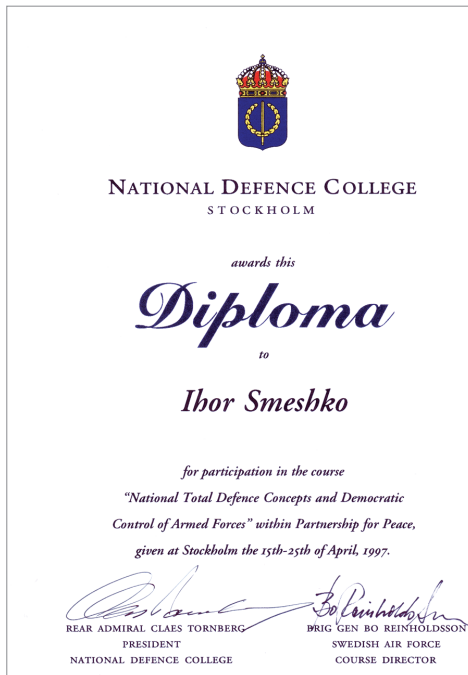 NATIONAL DEFENCE COLLEGE
STOCKHOLM
awards this
Diploma
to
Ihor Smeshko
for participation in the course
“National Total Defence Concepts and Democratic
Control of Armed Forces” within Partnership for Peace,
given at Stockholm the 15th-25th of April, 1997.
Bo Reinholdsson
REAR ADMIRAL CLAES TORNBERG
PRESIDENT
NATIONAL DEFENCE COLLEGE
BRIG GEN BO REINHOLDSSON
SWEDISH AIR FORCE
COURSE DIRECTOR